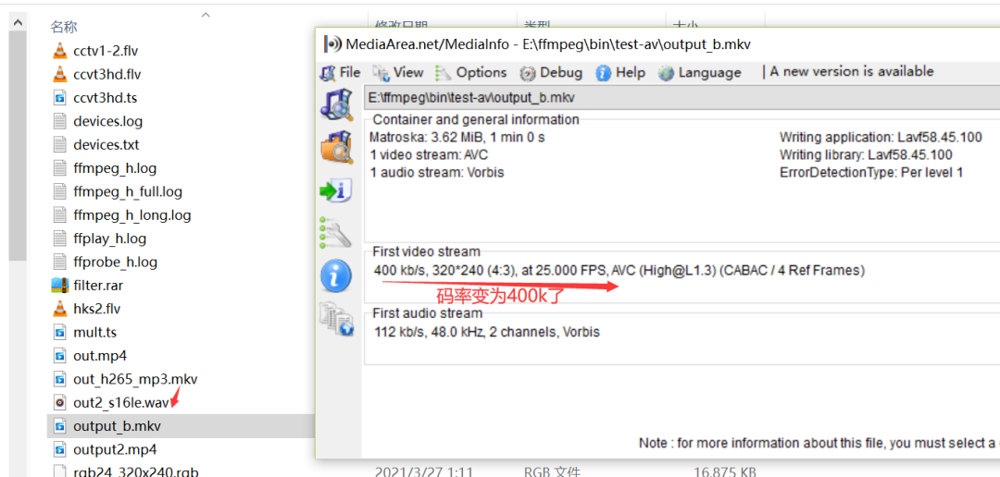 名称
修改日期
类型
大小
cctv1-2.flv
ccvt3hd.flv
ccvt3hd.ts
devices.log
devices.txt
ffmpeg_h.log
ffmpeg_h_full.log
ffmpeg_h_long.log
ffplay_h.log
ffprobe_h.log
filter.rar
hks2.flv
mult.ts
out.mp4
out_h265_mp3.mkv
out2_s16le.wav
output_b.mkv
output2.mp4
rgb24_320x240.rgb
2021/3/27 1:11
RGB 文件
16,875 KB
MediaArea.net/MediaInfo - E:\ffmpeg\bin\test-av\output_b.mkv
File View Options Debug Help Language | A new version is available
E:\ffmpeg\bin\test-av\output_b.mkv
Container and general information
Matroska: 3.62 MiB, 1 min 0 s
1 video stream: AVC
1 audio stream: Vorbis
Writing application: Lavf58.45.100
Writing library: Lavf58.45.100
ErrorDetectionType: Per level 1
First video stream
400 kb/s, 320*240 (4:3), at 25.000 FPS, AVC (High@L1.3) (CABAC / 4 Ref Frames)
码率变为400k了
First audio stream
112 kb/s, 48.0 kHz, 2 channels, Vorbis
Note : for more information about this file, you must select a